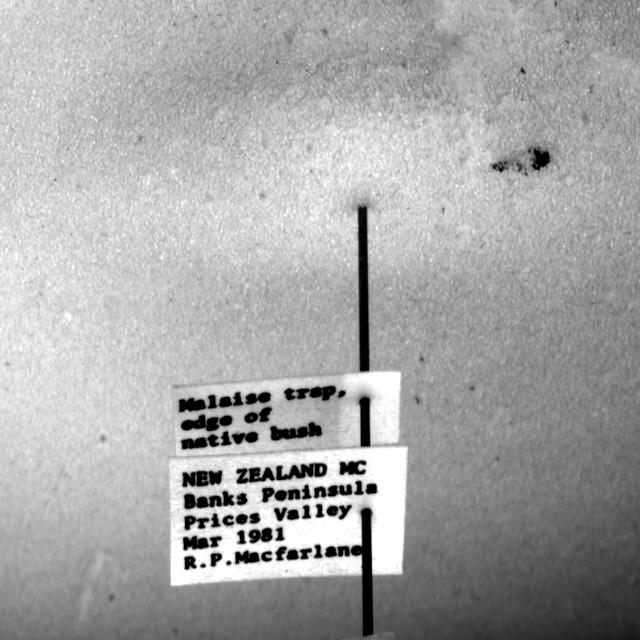 Malaise trap,
edge of
native bush
NEW ZEALAND MC
Banks Peninsula
Prices Valley
Mar 1981
R.P.Macfarlane